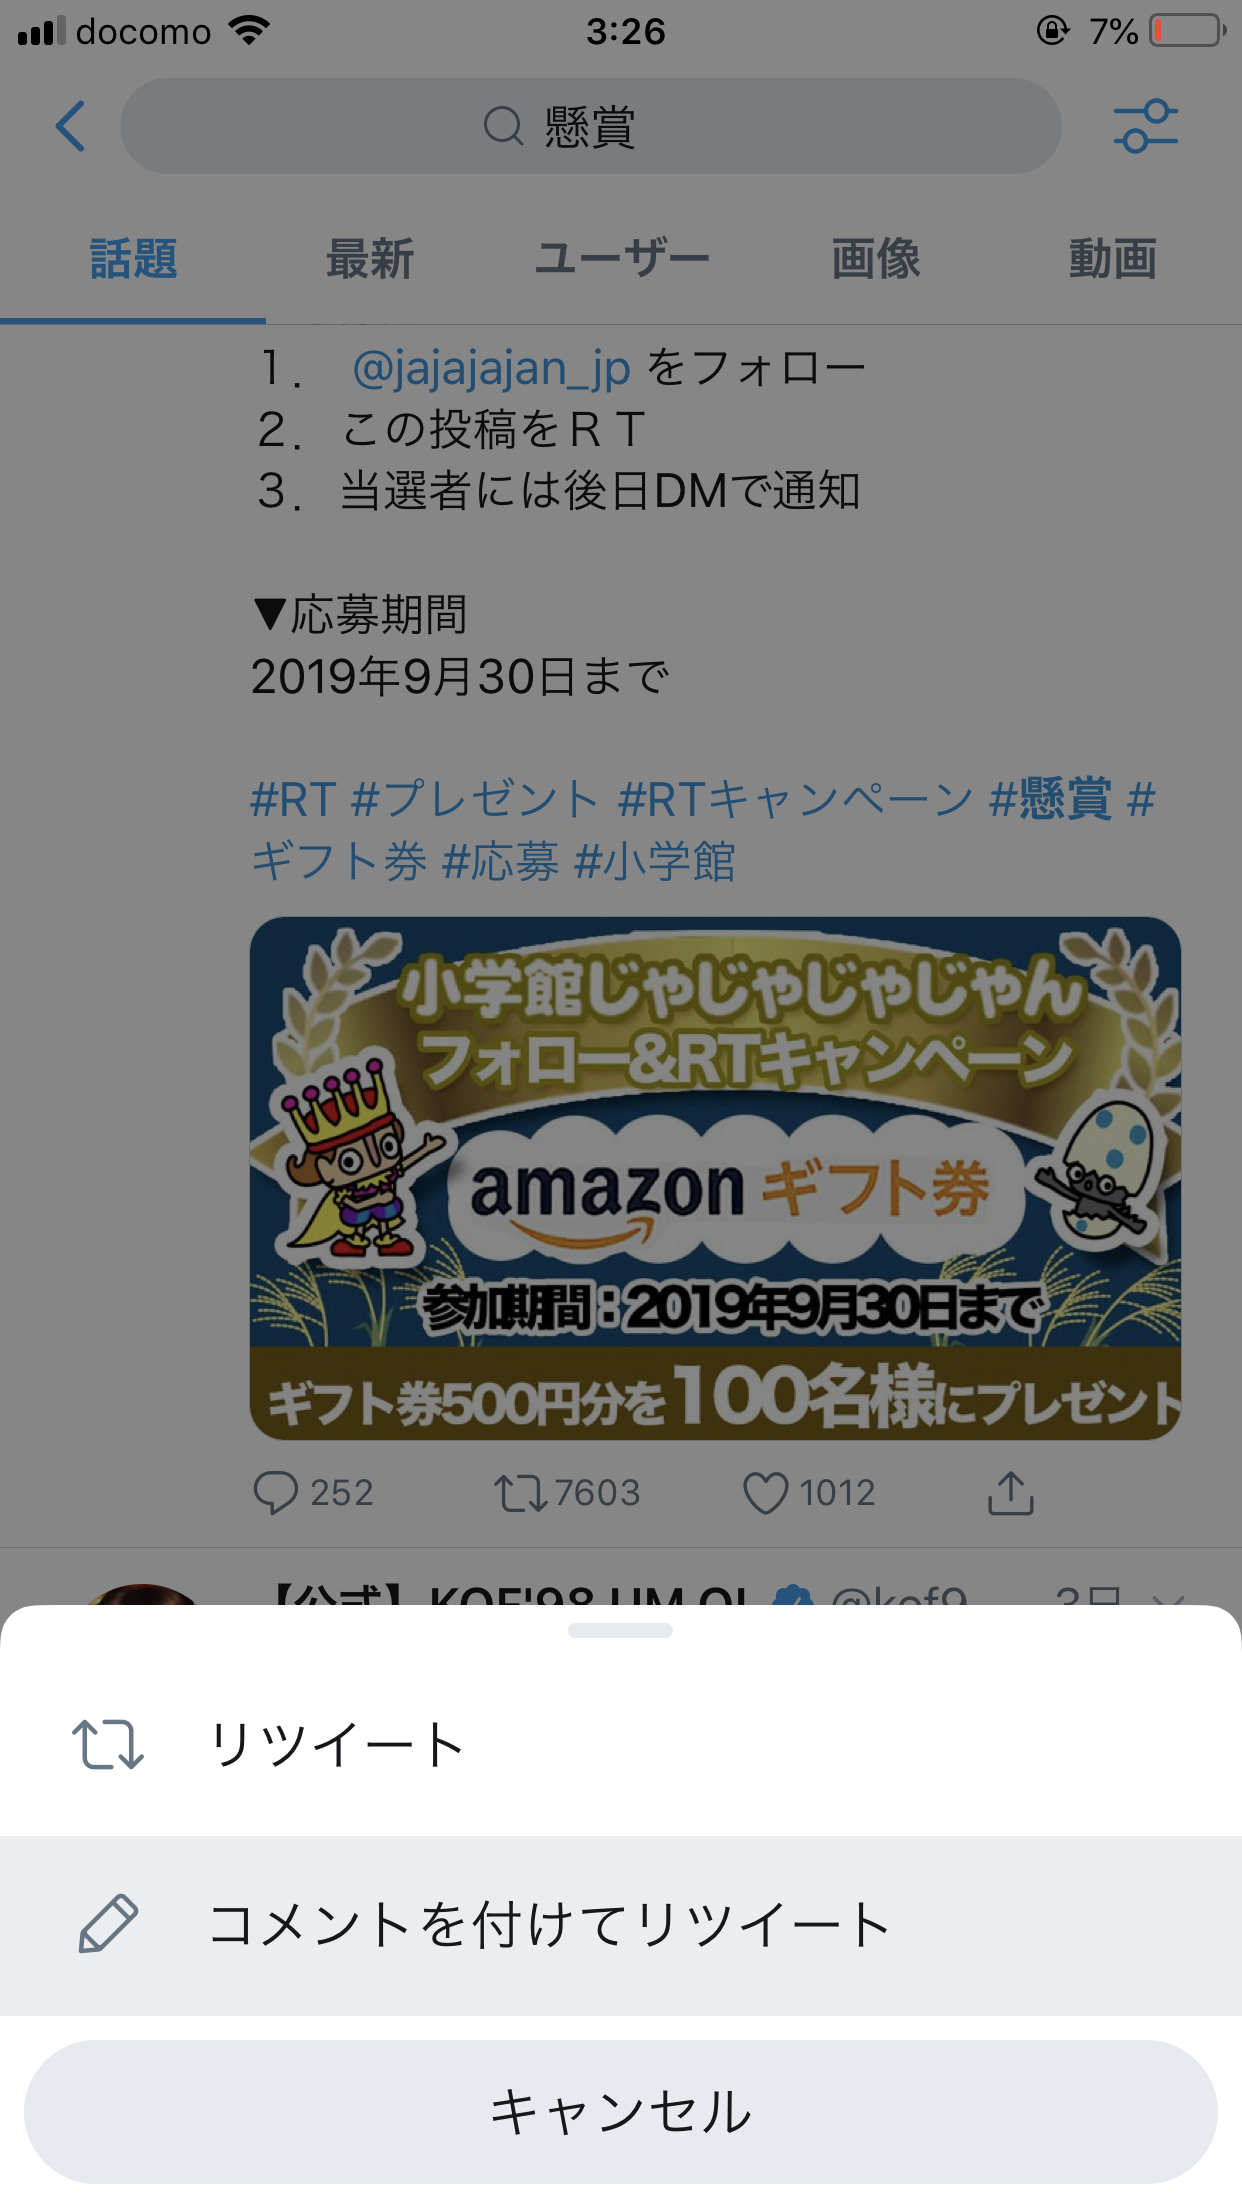 docomo 3:26 7%
懸賞
話題 最新 ユーザー 画像 動画
1. @jajajajan_jp をフォロー
2. この投稿をＲＴ
3. 当選者には後日DMで通知
▼応募期間
2019年9月30日まで
#RT #プレゼント #RTキャンペーン #懸賞 #
ギフト券 #応募 #小学館
小学館じゃじゃじゃじゃん
フォロー&RTキャンペーン
amazon ギフト券
参加期間：2019年9月30日まで
ギフト券500円分を100名様にプレゼント
252 7603 1012
【公式】KOF'98 UM OL @kof9 3日
リツイート
コメントを付けてリツイート
キャンセル